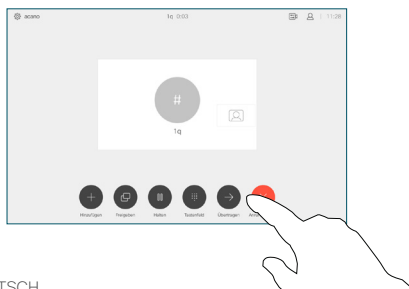 acano 1q 0:03 11:28
#
1q
Hinzufügen Freigeben Halten Tastenfeld Übertragen
TSCH